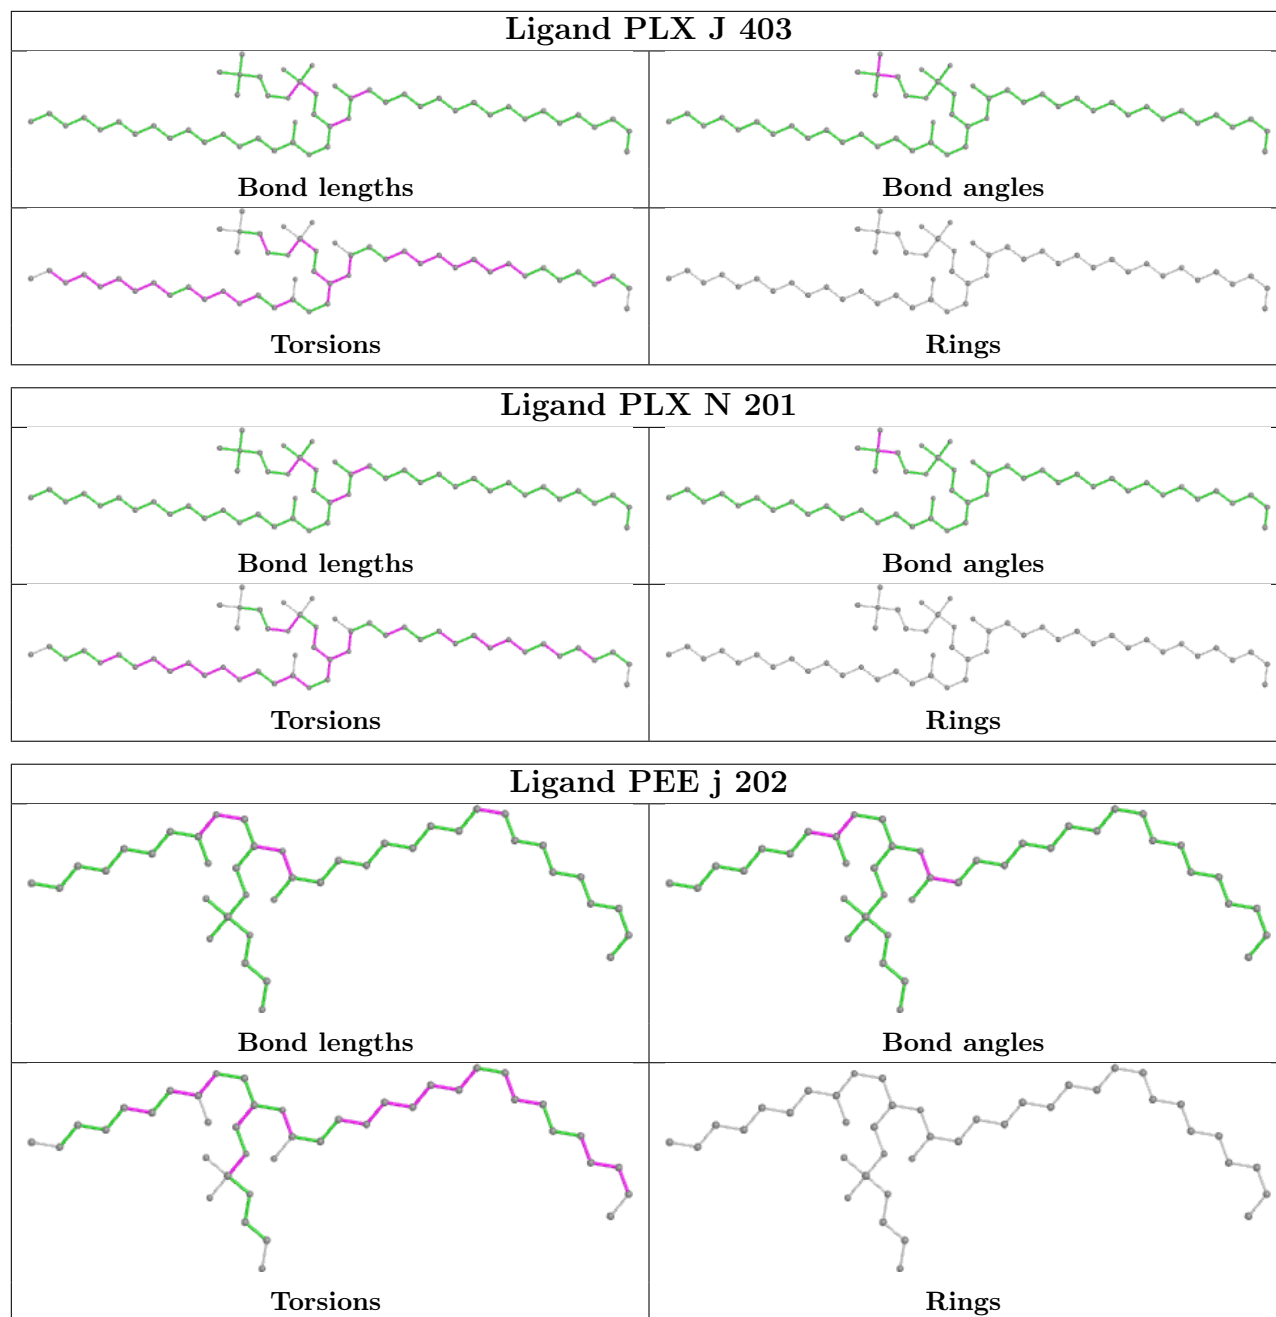 Ligand PLX J 403
Bond lengths
Bond angles
Torsions
Rings
Ligand PLX N 201
Bond lengths
Bond angles
Torsions
Rings
Ligand PEE j 202
Bond lengths
Bond angles
Torsions
Rings